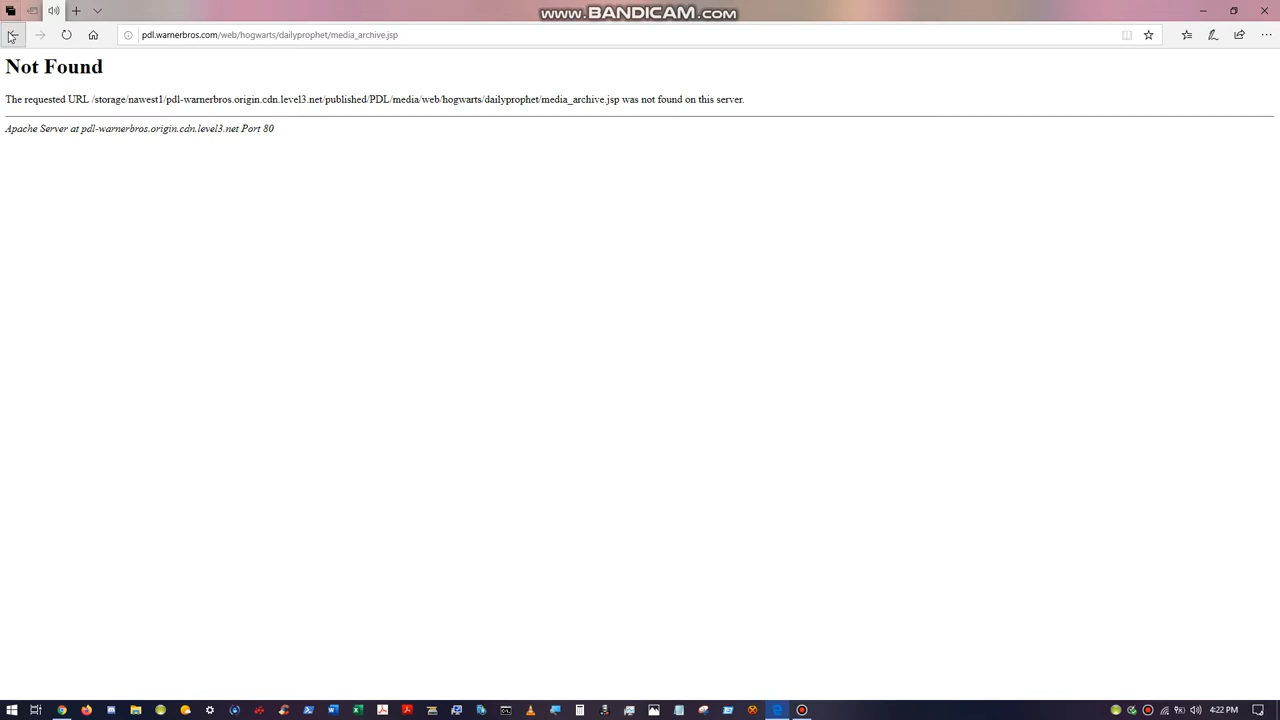 www.BANDICAM.com
pdl.warnerbros.com/web/hogwarts/dailyprophet/media_archive.jsp
Not Found
The requested URL /storage/nawest1/pdl-warnerbros.origin.cdn.level3.net/published/PDL/media/web/hogwarts/dailyprophet/media_archive.jsp was not found on this server.
Apache Server at pdl-warnerbros.origin.cdn.level3.net Port 80
4:22 PM